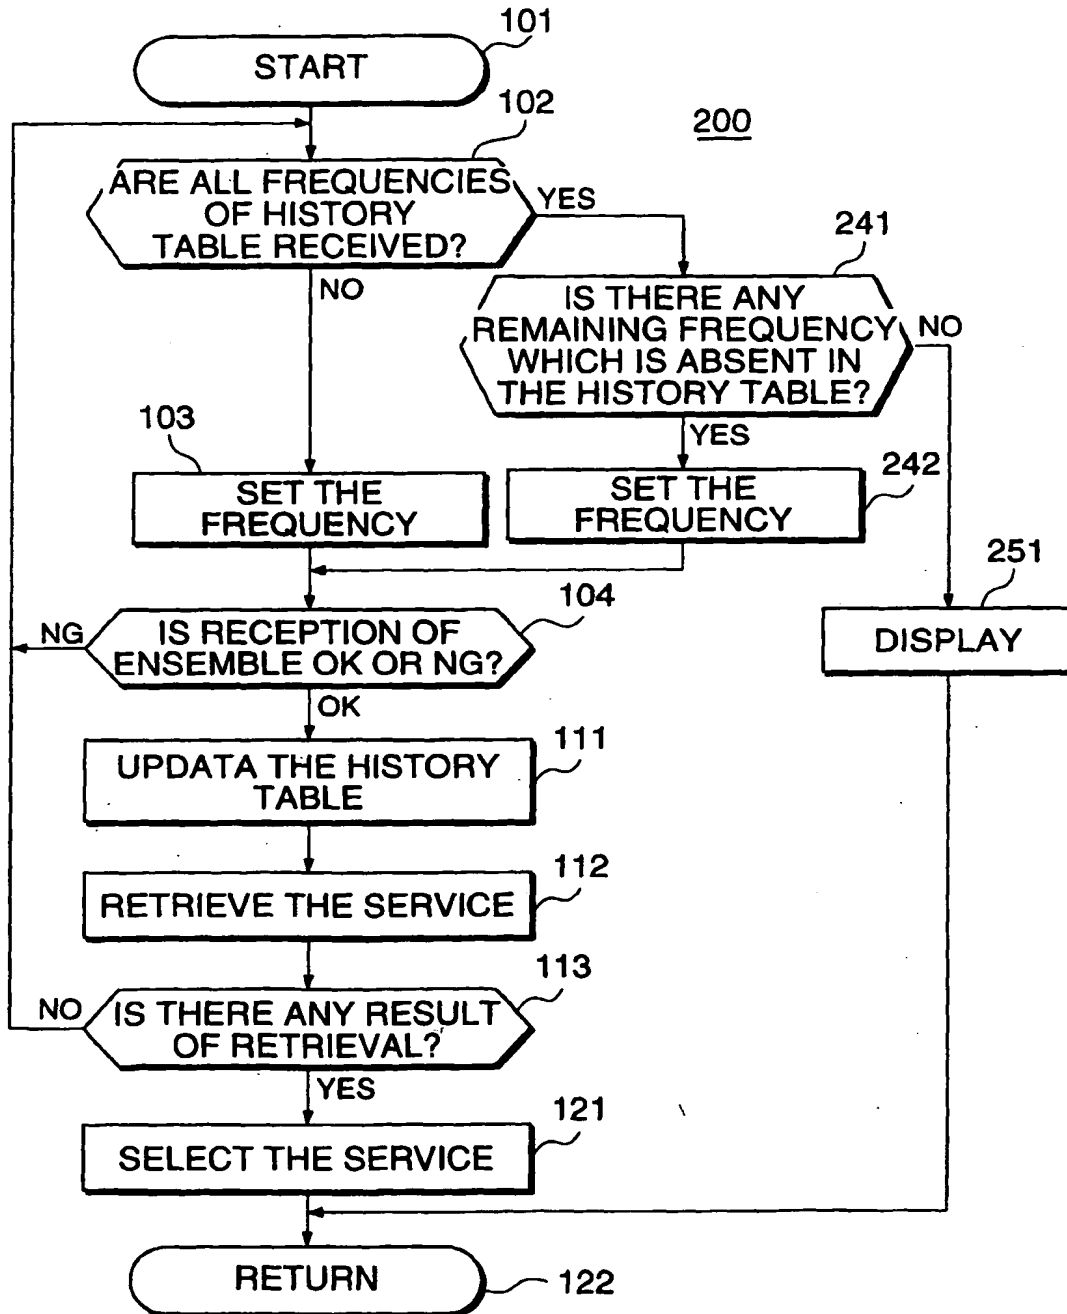 101
START
102
200
ARE ALL FREQUENCIES
OF HISTORY
TABLE RECEIVED?
YES
NO
241
IS THERE ANY
REMAINING FREQUENCY
WHICH IS ABSENT IN
THE HISTORY TABLE?
NO
YES
103
SET THE
FREQUENCY
242
SET THE
FREQUENCY
104
NG
IS RECEPTION OF
ENSEMBLE OK OR NG?
OK
251
DISPLAY
111
UPDATA THE HISTORY
TABLE
112
RETRIEVE THE SERVICE
113
NO
IS THERE ANY RESULT
OF RETRIEVAL?
YES
121
SELECT THE SERVICE
RETURN
122